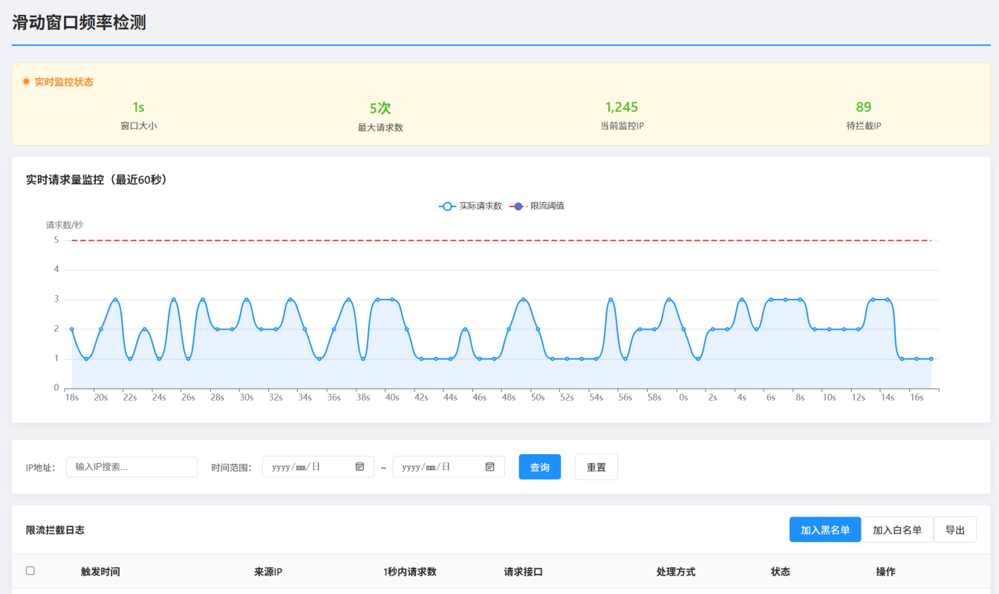 滑动窗口频率检测
实时监控状态
1s 5次 1,245 89
窗口大小 最大请求数 当前监控IP 待拦截IP
实时请求量监控（最近60秒）
实际请求数 限流阈值
请求数/秒
5
4
3
2
1
0
18s 20s 22s 24s 26s 28s 30s 32s 34s 36s 38s 40s 42s 44s 46s 48s 50s 52s 54s 56s 58s 0s 2s 4s 6s 8s 10s 12s 14s 16s
IP地址： 输入IP搜索... 时间范围： yyyy/mm/日 ~ yyyy/mm/日 查询 重置
限流拦截日志 加入黑名单 加入白名单 导出
触发时间 来源IP 1秒内请求数 请求接口 处理方式 状态 操作